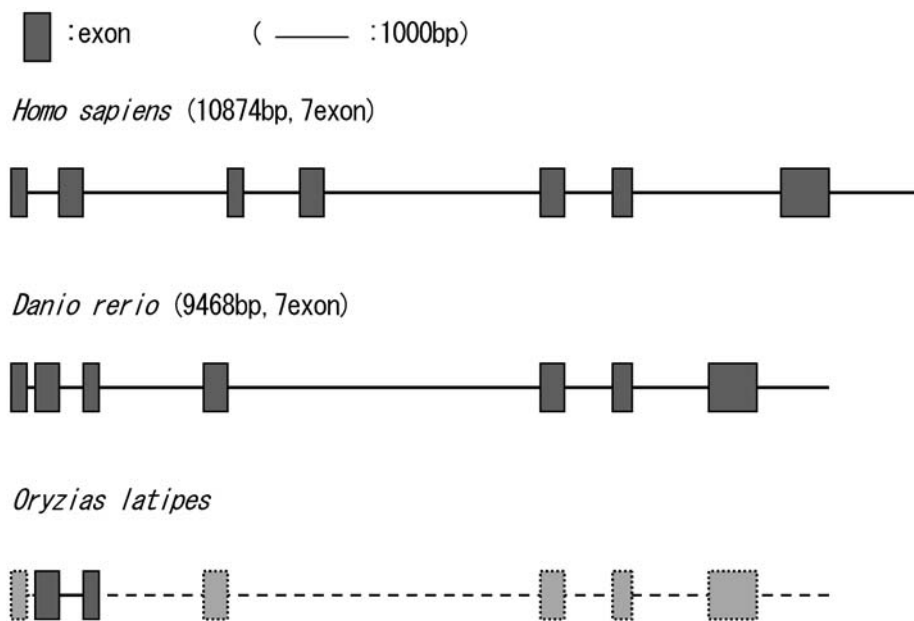 :exon ( —— :1000bp)
Homo sapiens (10874bp, 7exon)
Danio rerio (9468bp, 7exon)
Oryzias latipes